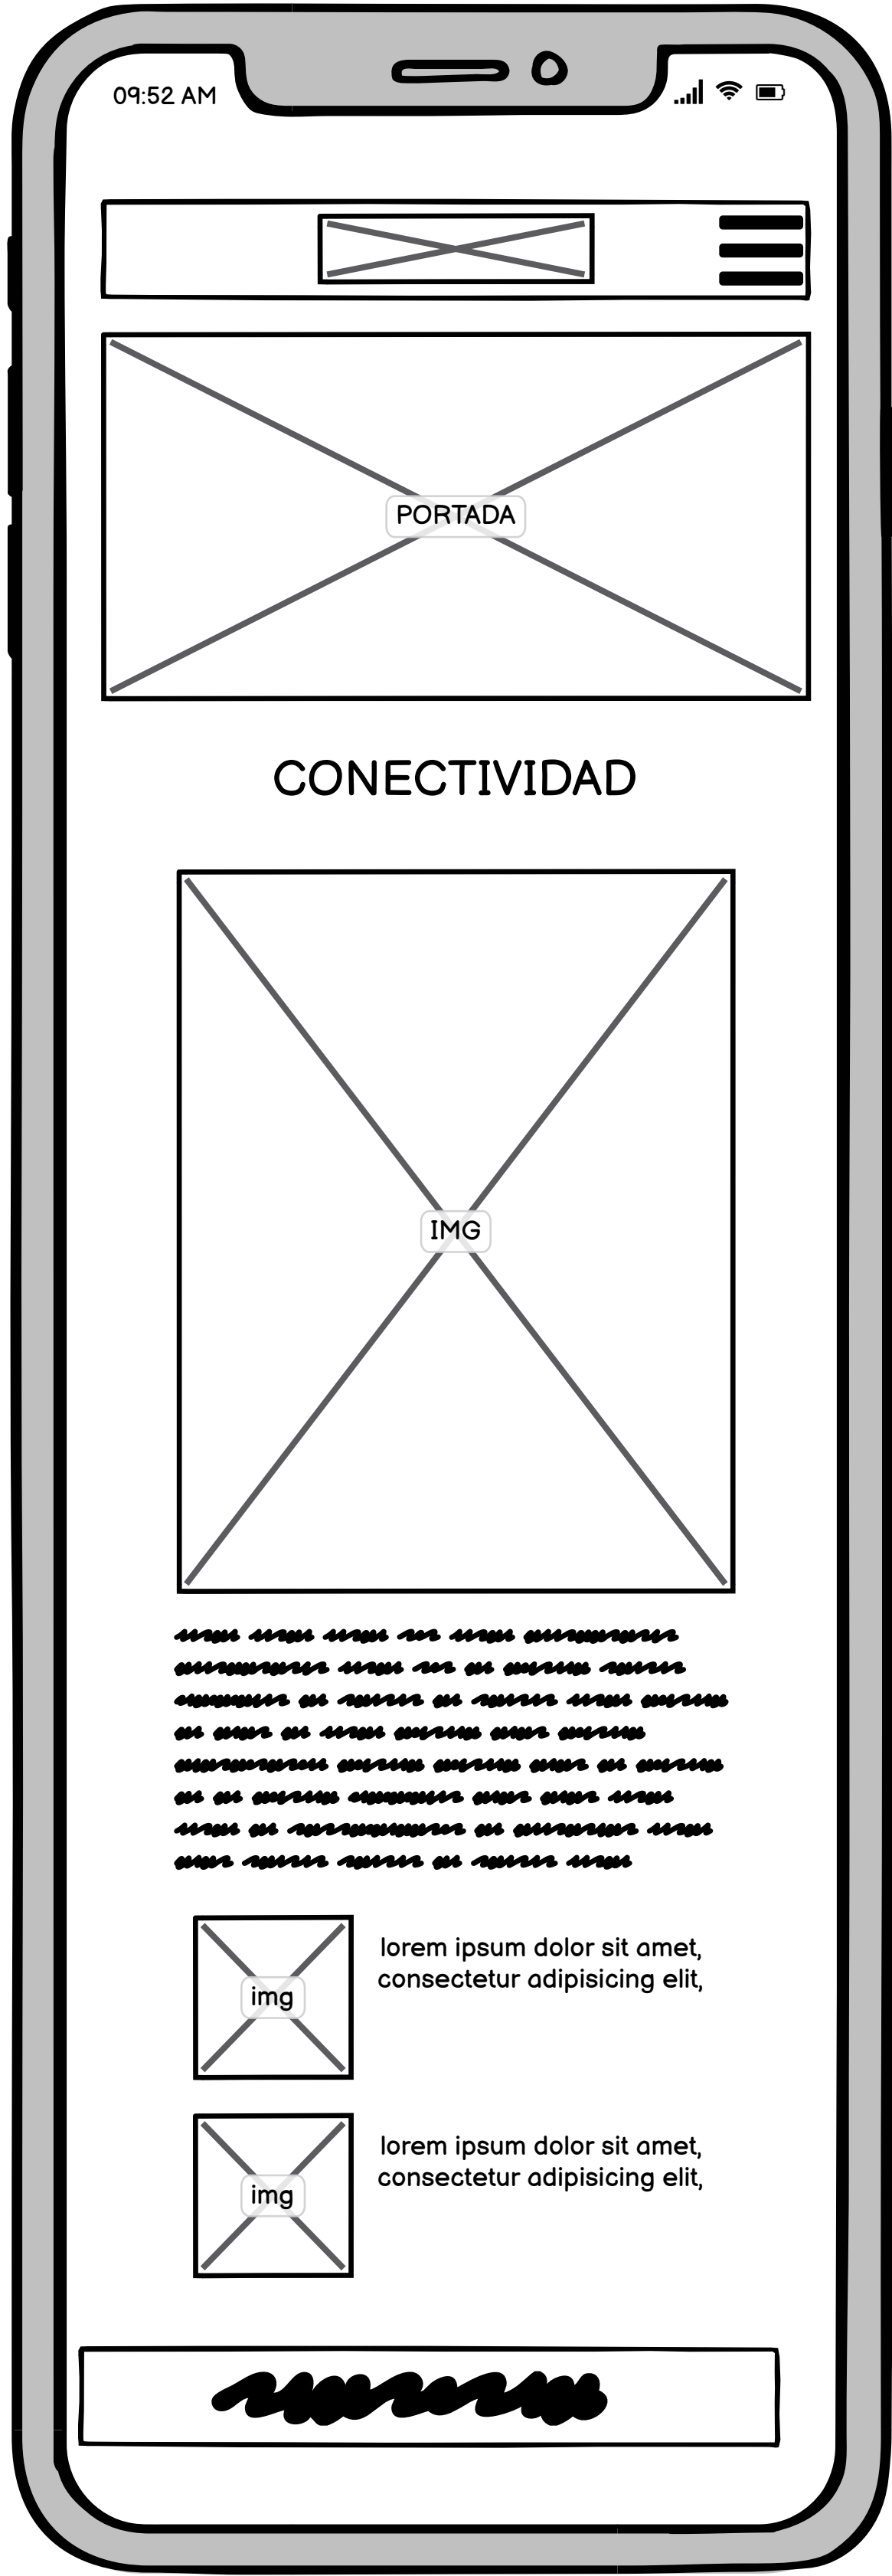 09:52 AM
PORTADA
CONECTIVIDAD
IMG
img
lorem ipsum dolor sit amet,
consectetur adipisicing elit,
img
lorem ipsum dolor sit amet,
consectetur adipisicing elit,